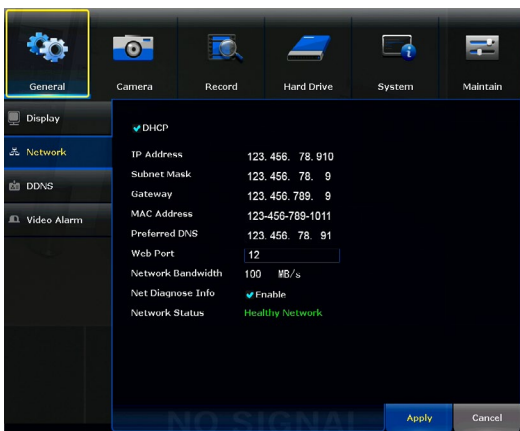 General Camera Record Hard Drive System Maintain
Display
Network
DDNS
Video Alarm
DHCP
IP Address 123. 456. 78. 910
Subnet Mask 123. 456. 78. 9
Gateway 123. 456. 789. 9
MAC Address 123-456-789-1011
Preferred DNS 123. 456. 78. 91
Web Port 12
Network Bandwidth 100 MB/s
Net Diagnose Info Enable
Network Status Healthy Network
NO SIGNAL
Apply Cancel